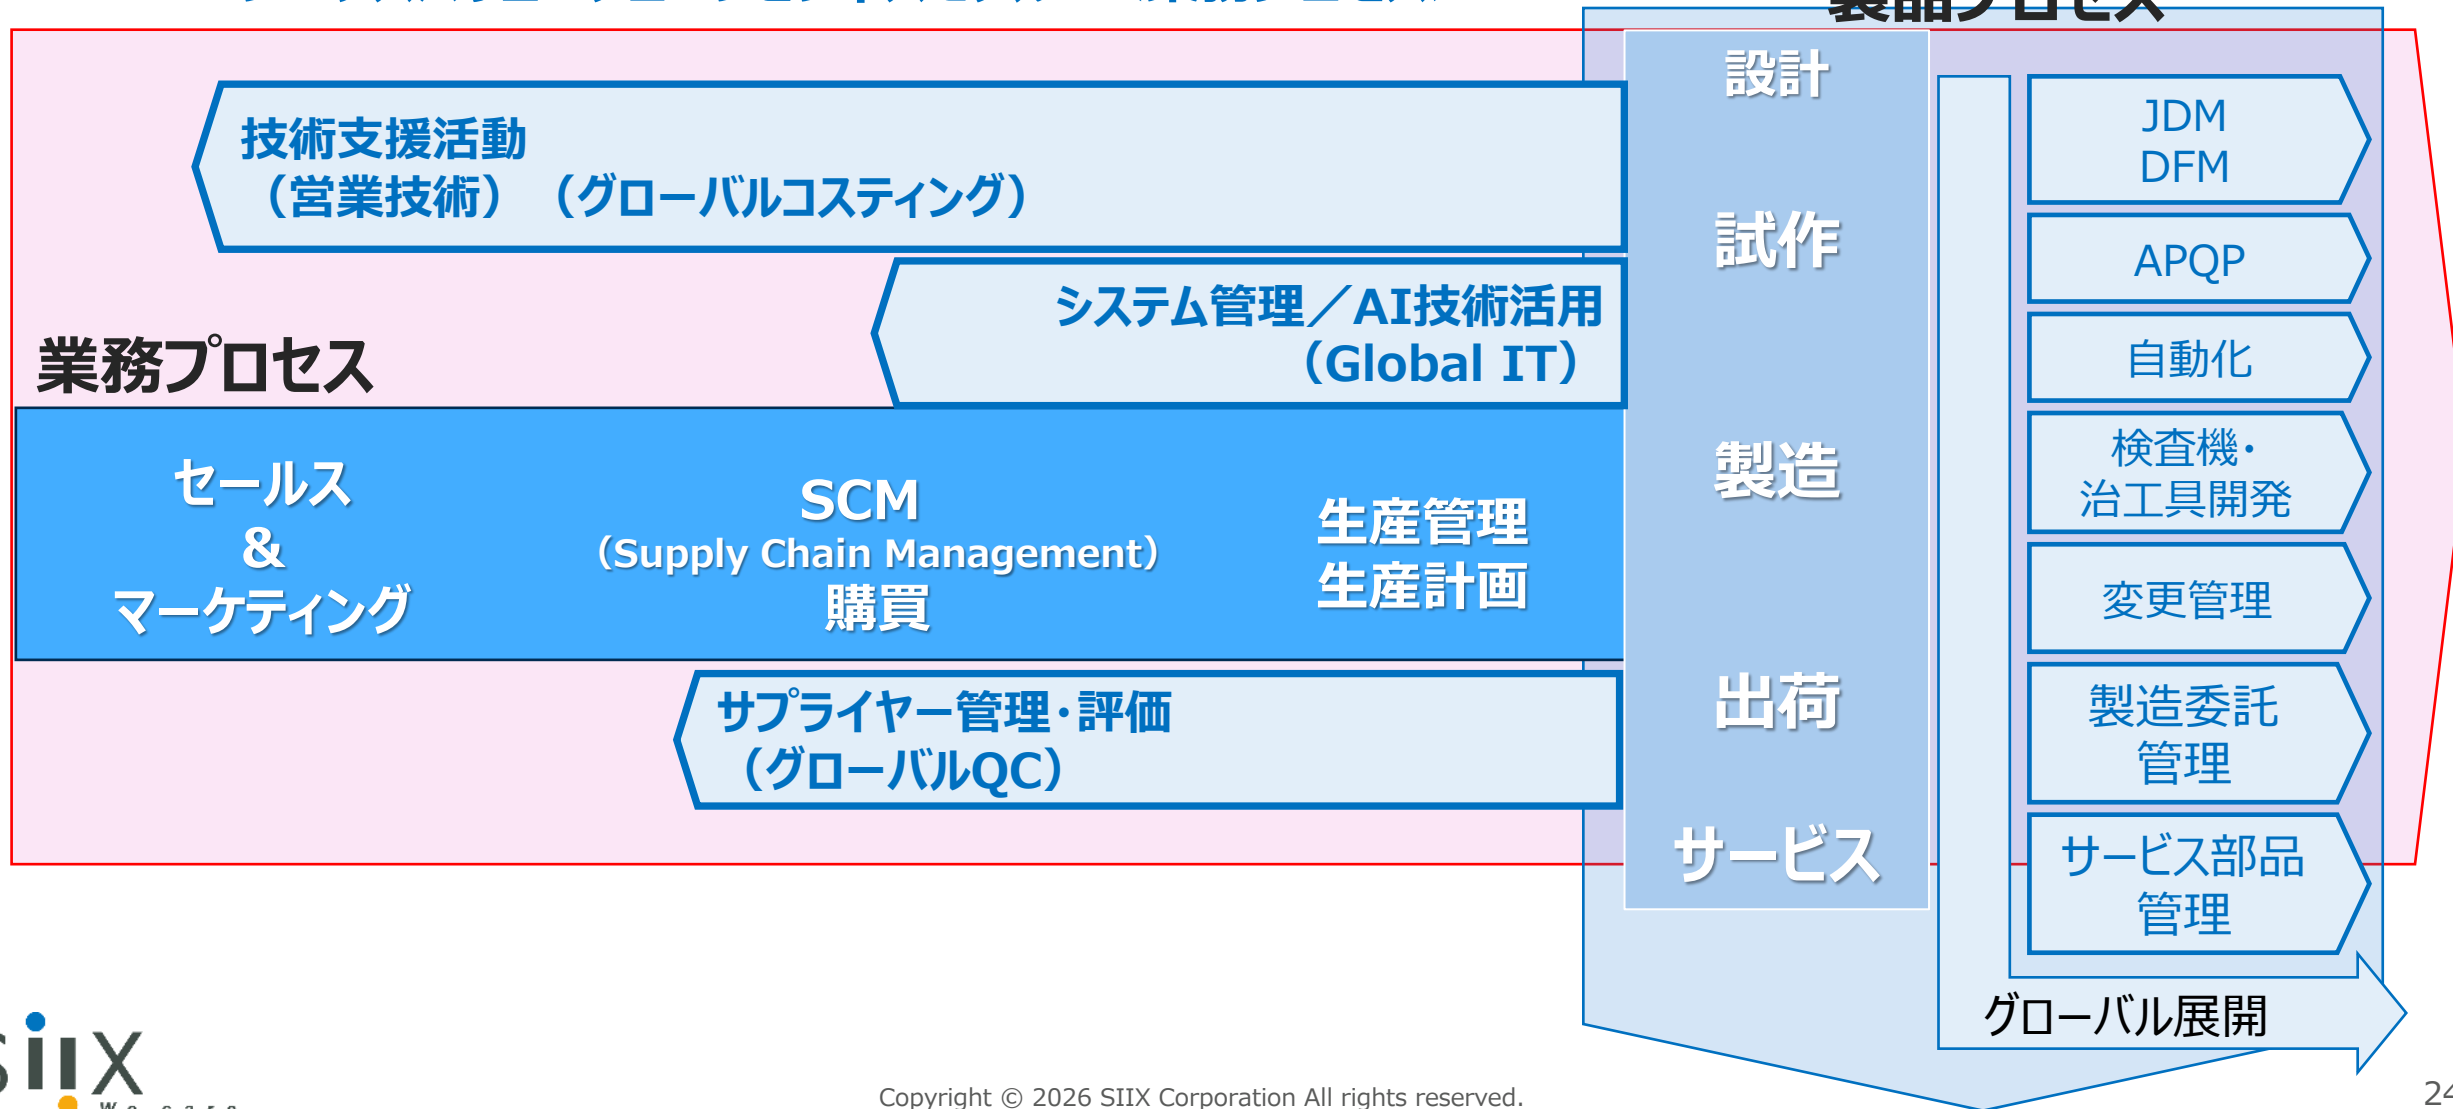 製品プロセス
設計
試作
製造
出荷
サービス
技術支援活動
（営業技術）（グローバルコスティング）
システム管理／AI技術活用
（Global IT）
業務プロセス
セールス
&
マーケティング
SCM
（Supply Chain Management）
購買
生産管理
生産計画
サプライヤー管理・評価
（グローバルQC）
JDM
DFM
APQP
自動化
検査機・
治工具開発
変更管理
製造委託
管理
サービス部品
管理
グローバル展開
siix
Copyright © 2026 SIIX Corporation All rights reserved.
24